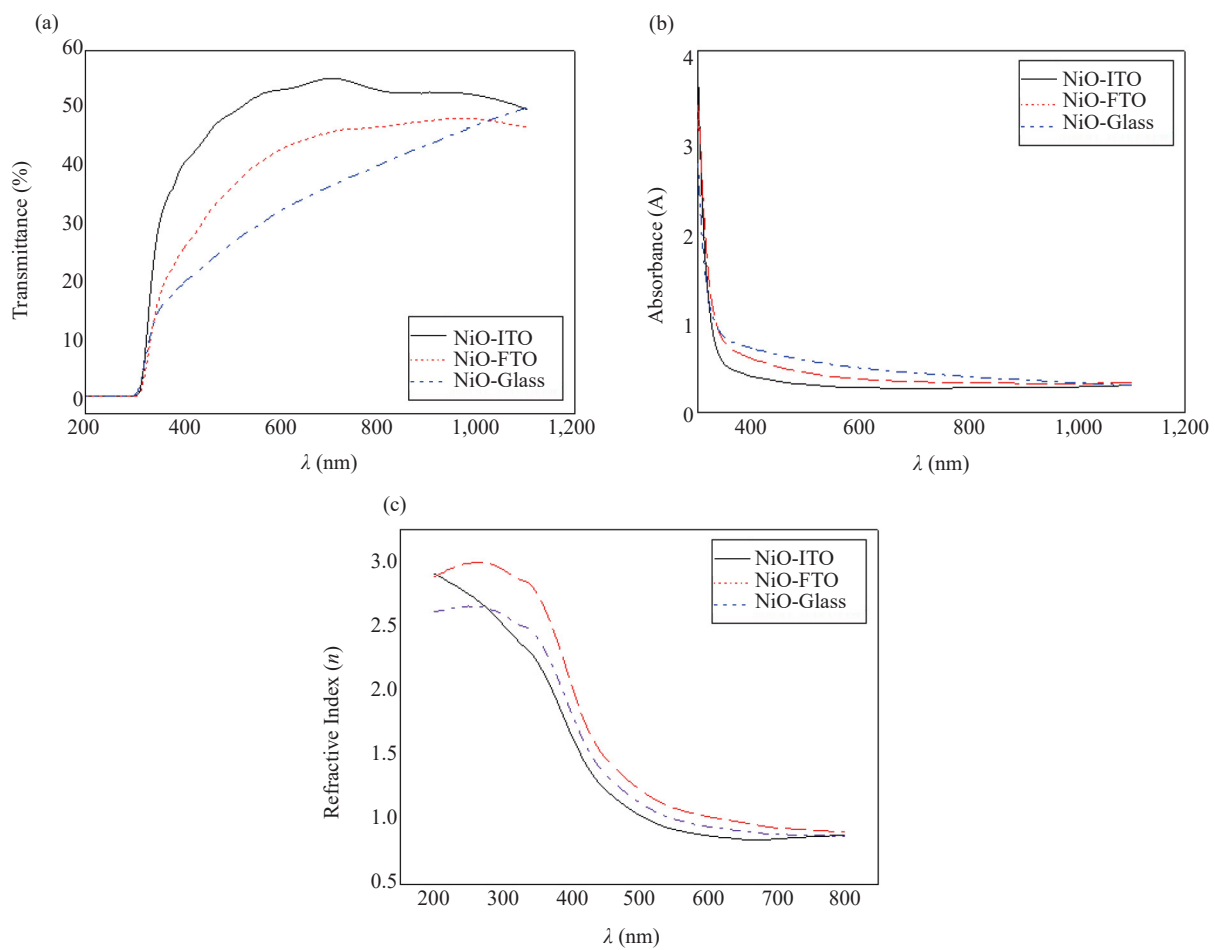 (a)
60
50
40
30
20
10
0
Transmittance (%)
200
400
600
800
1,000
1,200
λ (nm)
NiO-ITO
NiO-FTO
NiO-Glass
(b)
4
3
2
1
0
Absorbance (A)
400
600
800
1,000
1,200
λ (nm)
NiO-ITO
NiO-FTO
NiO-Glass
(c)
3.0
2.5
2.0
1.5
1.0
0.5
Refractive Index (n)
200
300
400
500
600
700
800
λ (nm)
NiO-ITO
NiO-FTO
NiO-Glass